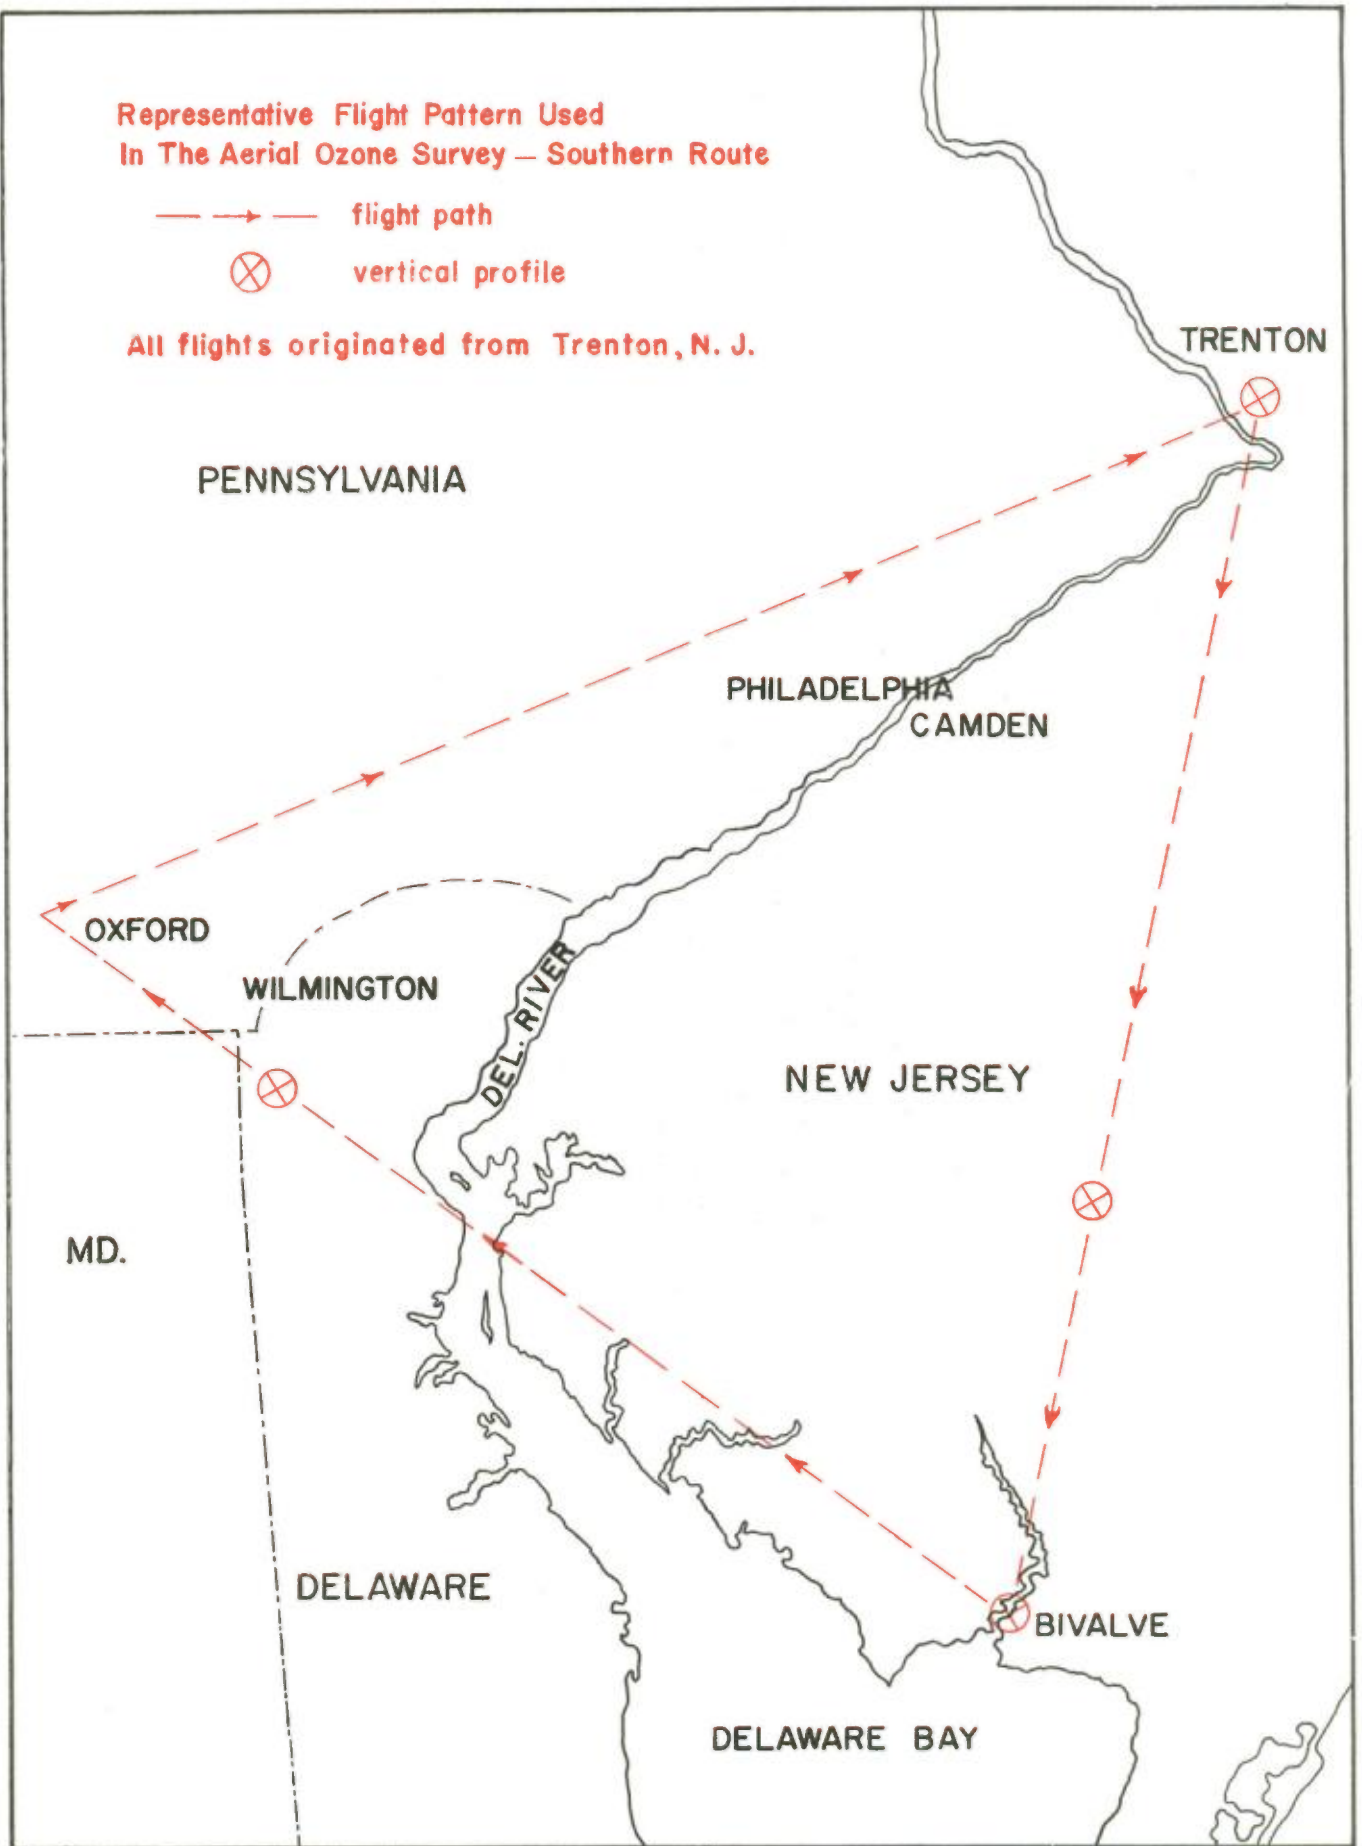 Representative Flight Pattern Used
In The Aerial Ozone Survey — Southern Route
flight path
vertical profile
All flights originated from Trenton, N. J.
TRENTON
PENNSYLVANIA
PHILADELPHIA
CAMDEN
OXFORD
WILMINGTON
DEL. RIVER
NEW JERSEY
MD.
DELAWARE
BIVALVE
DELAWARE BAY